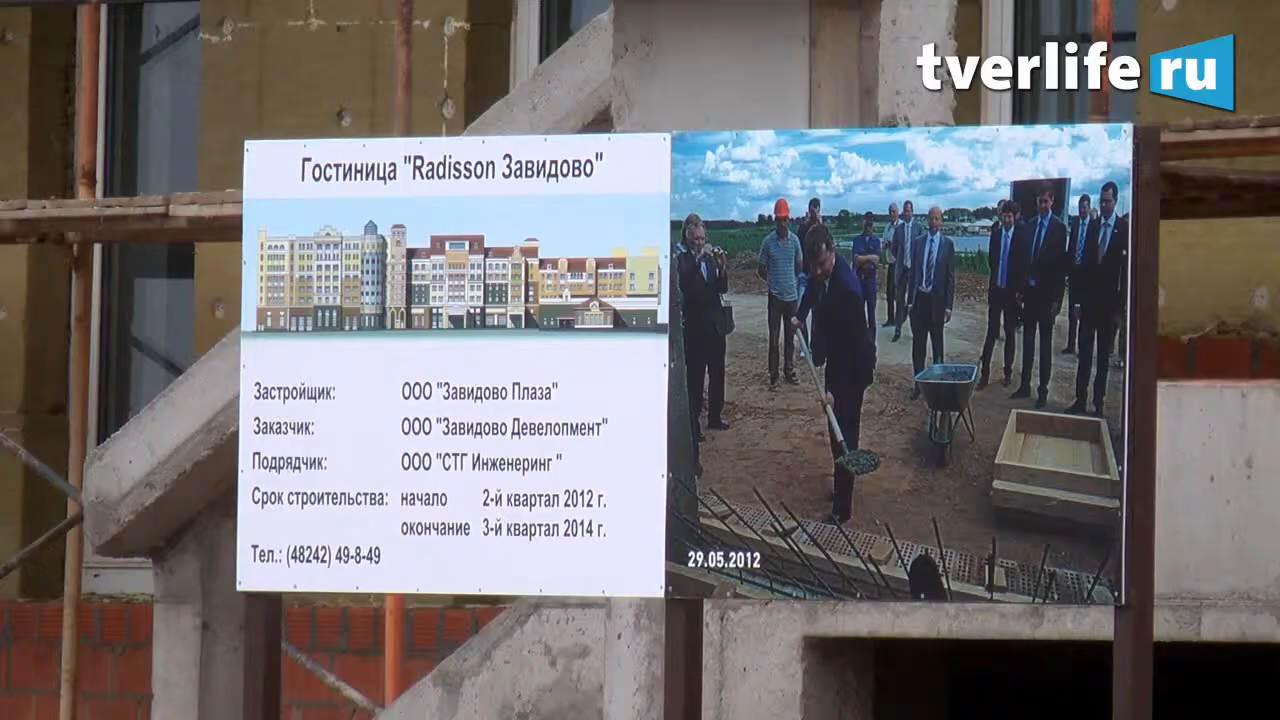 tverlife ru
Гостиница "Radisson Завидово"
Застройщик: ООО "Завидово Плаза"
Заказчик: ООО "Завидово Девелопмент"
Подрядчик: ООО "СТГ Инженеринг "
Срок строительства: начало 2-й квартал 2012 г.
окончание 3-й квартал 2014 г.
Тел.: (48242) 49-8-49
29.05.2012